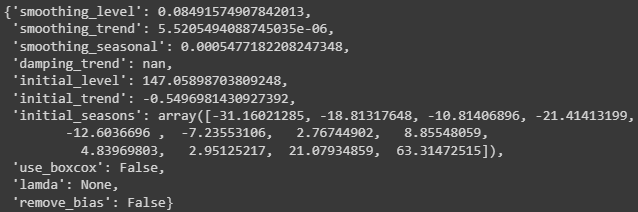 {'smoothing_level': 0.08491574907842013,
'smoothing_trend': 5.5205494088745035e-06,
'smoothing_seasonal': 0.0005477182208247348,
'damping_trend': nan,
'initial_level': 147.05898703809248,
'initial_trend': -0.5496981430927392,
'initial_seasons': array([-31.16021285, -18.81317648, -10.81406896, -21.41413199,
-12.6036696 , -7.23553106, 2.76744902, 8.85548059,
4.83969803, 2.95125217, 21.07934859, 63.31472515]),
'use_boxcox': False,
'lamda': None,
'remove_bias': False}